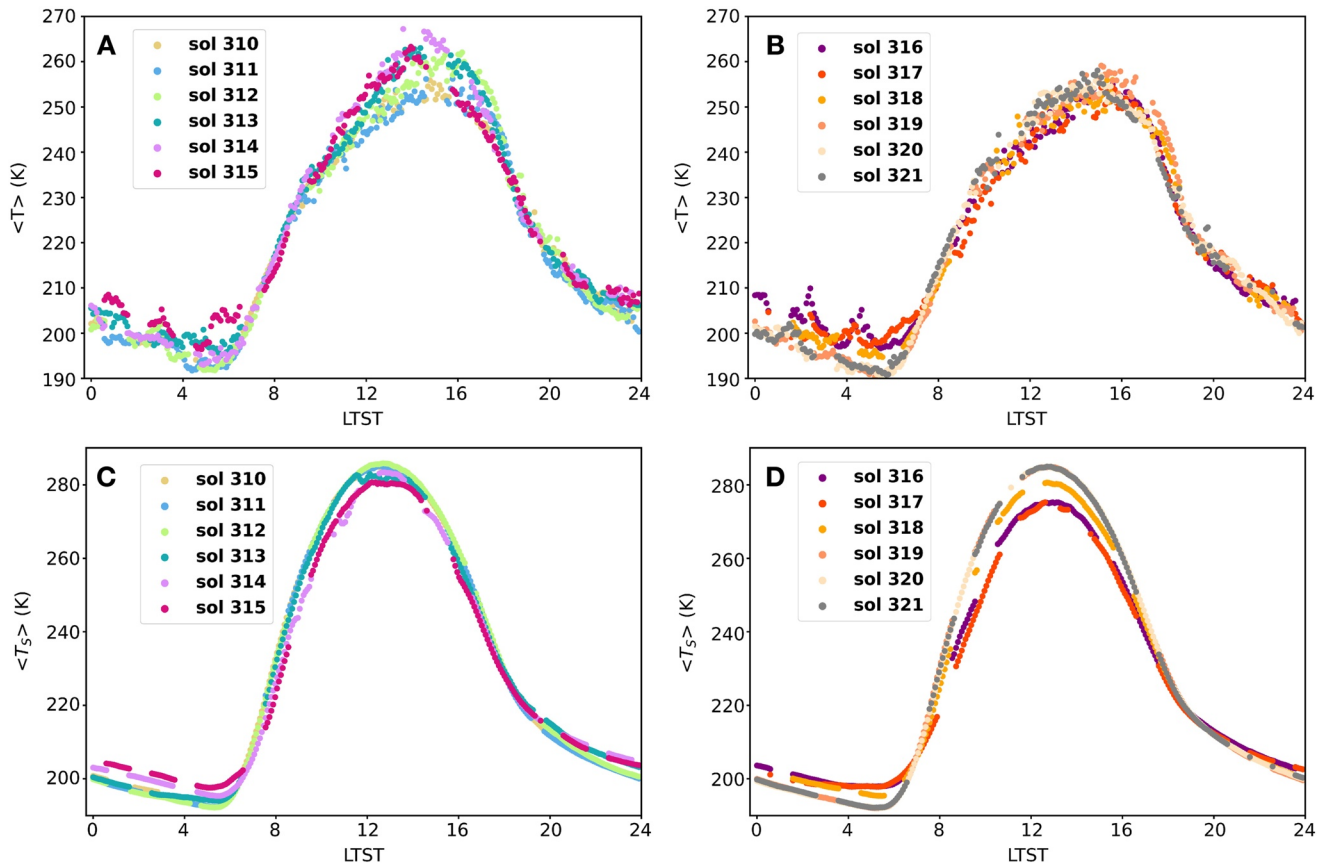 A
sol 310
sol 311
sol 312
sol 313
sol 314
sol 315
270
260
250
240
230
220
210
200
190
<T> (K)
0 4 8 12 16 20 24
LTST
B
sol 316
sol 317
sol 318
sol 319
sol 320
sol 321
270
260
250
240
230
220
210
200
190
<T> (K)
0 4 8 12 16 20 24
LTST
C
sol 310
sol 311
sol 312
sol 313
sol 314
sol 315
280
260
240
220
200
<Ts> (K)
0 4 8 12 16 20 24
LTST
D
sol 316
sol 317
sol 318
sol 319
sol 320
sol 321
280
260
240
220
200
<Ts> (K)
0 4 8 12 16 20 24
LTST